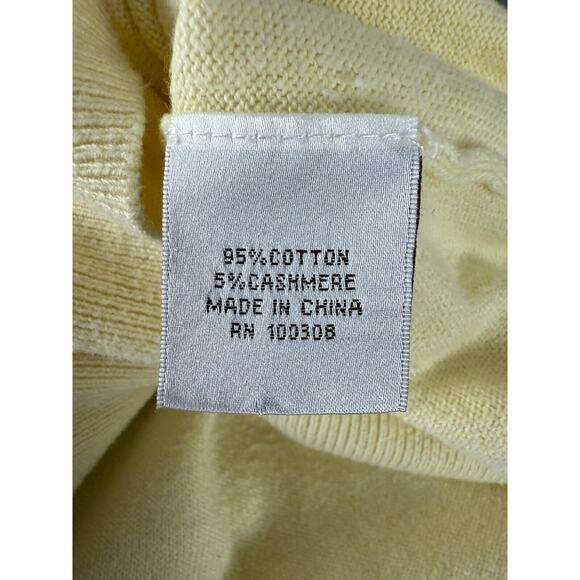 95%COTTON
5%CASHMERE
MADE IN CHINA
RN 100308